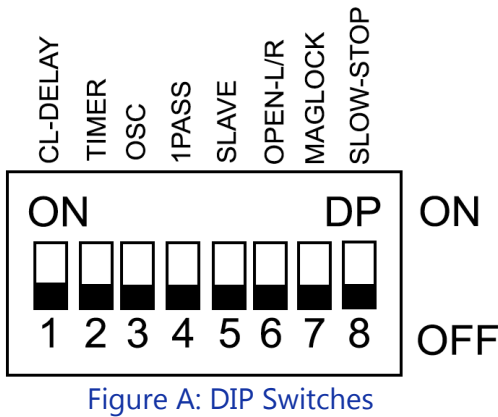 CL-DELAY
TIMER
OSC
1PASS
SLAVE
OPEN-L/R
MAGLOCK
SLOW-STOP
ON DP ON
1 2 3 4 5 6 7 8 OFF
Figure A: DIP Switches